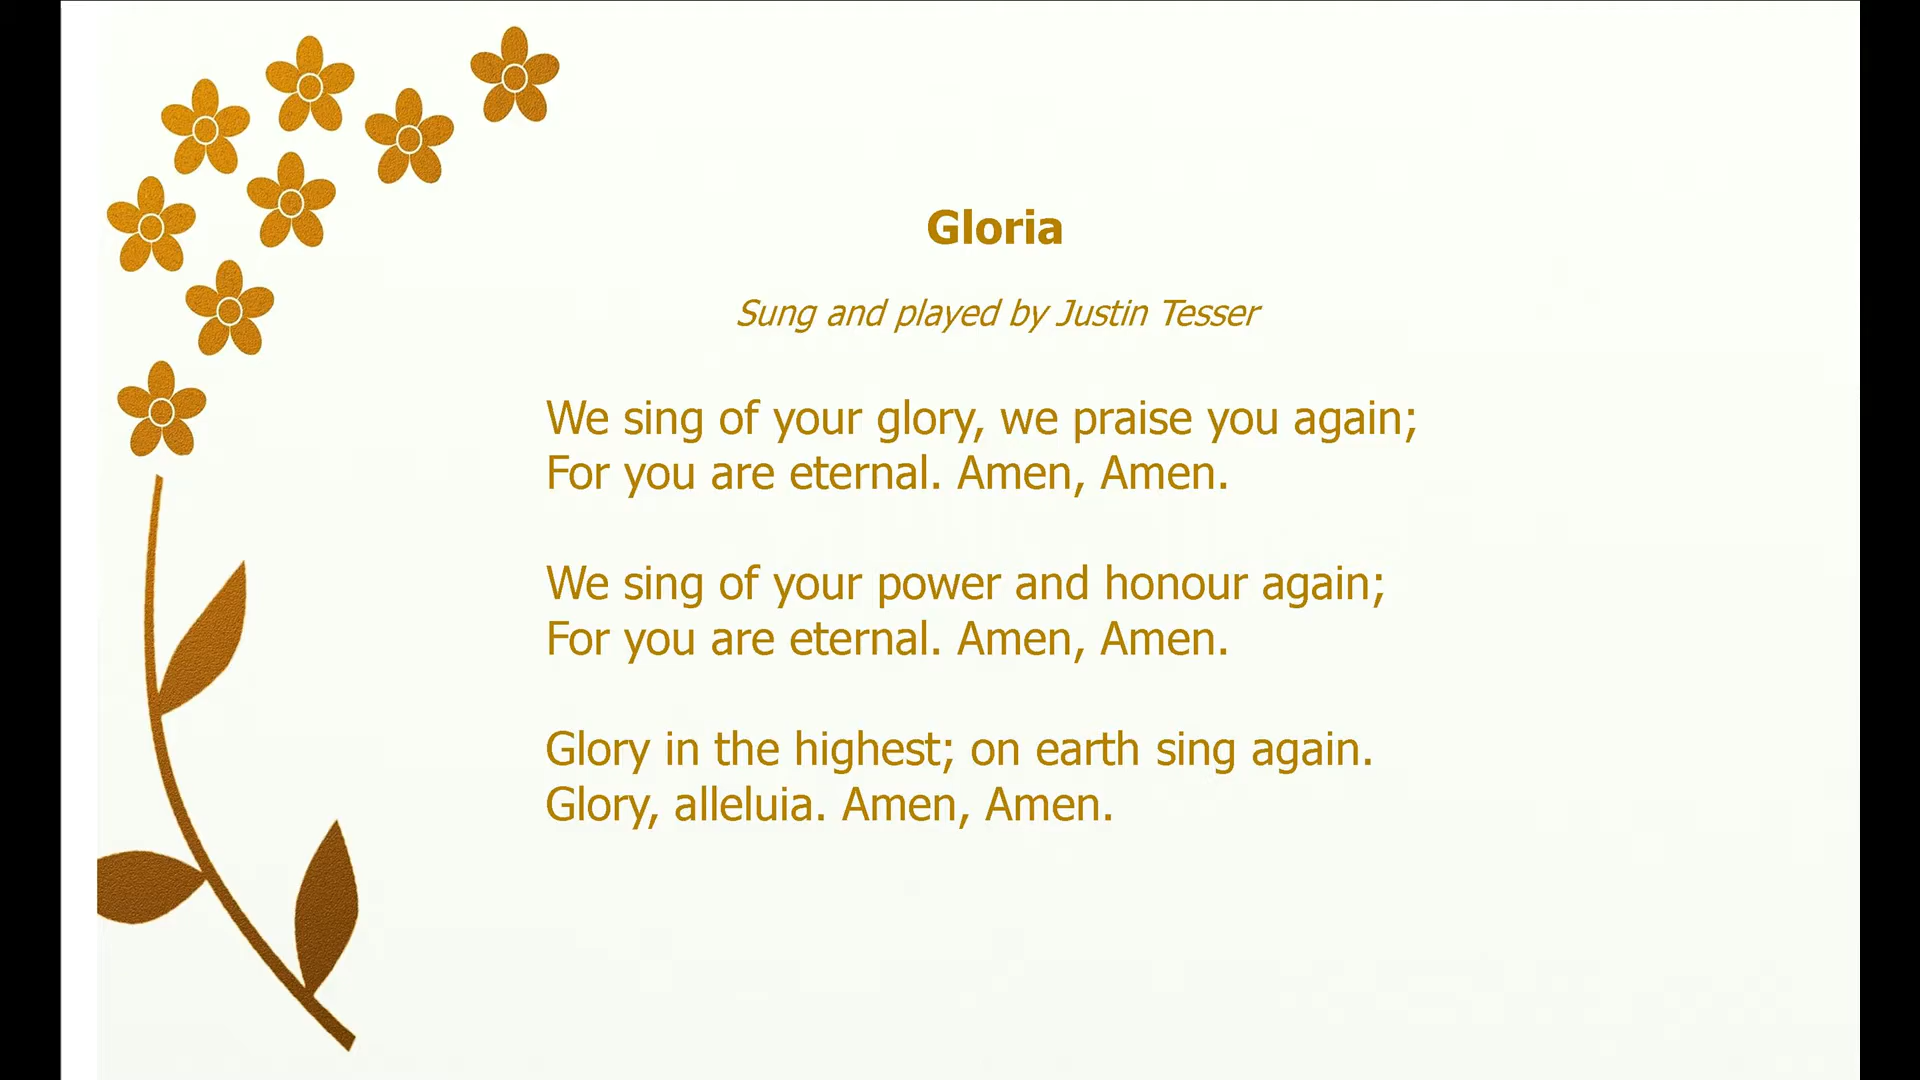 Gloria
Sung and played by Justin Tesser
We sing of your glory, we praise you again;
For you are eternal. Amen, Amen.
We sing of your power and honour again;
For you are eternal. Amen, Amen.
Glory in the highest; on earth sing again.
Glory, alleluia. Amen, Amen.